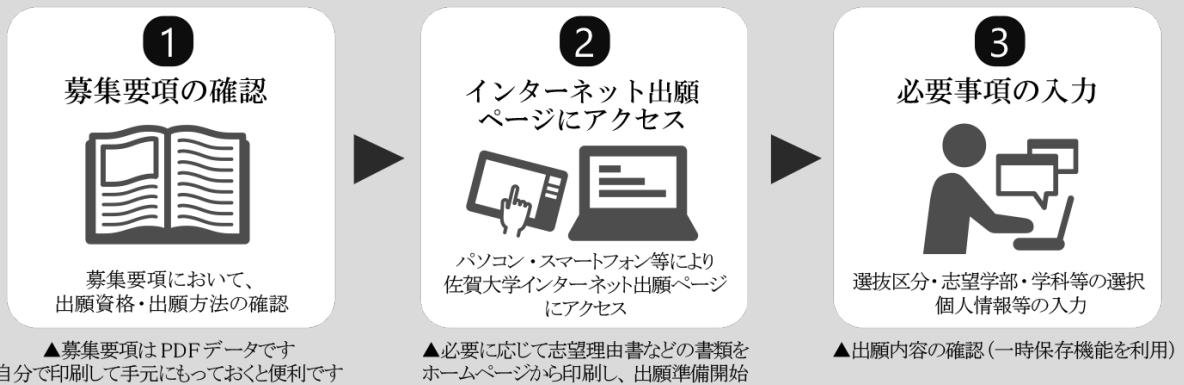 1
募集要項の確認
募集要項において、
出願資格・出願方法の確認
▲募集要項はPDFデータです
自分で印刷して手元にもっておくと便利です
2
インターネット出願
ページにアクセス
パソコン・スマートフォン等により
佐賀大学インターネット出願ページ
にアクセス
▲必要に応じて志望理由書などの書類を
ホームページから印刷し、出願準備開始
3
必要事項の入力
選抜区分・志望学部・学科等の選択
個人情報等の入力
▲出願内容の確認（一時保存機能を利用）